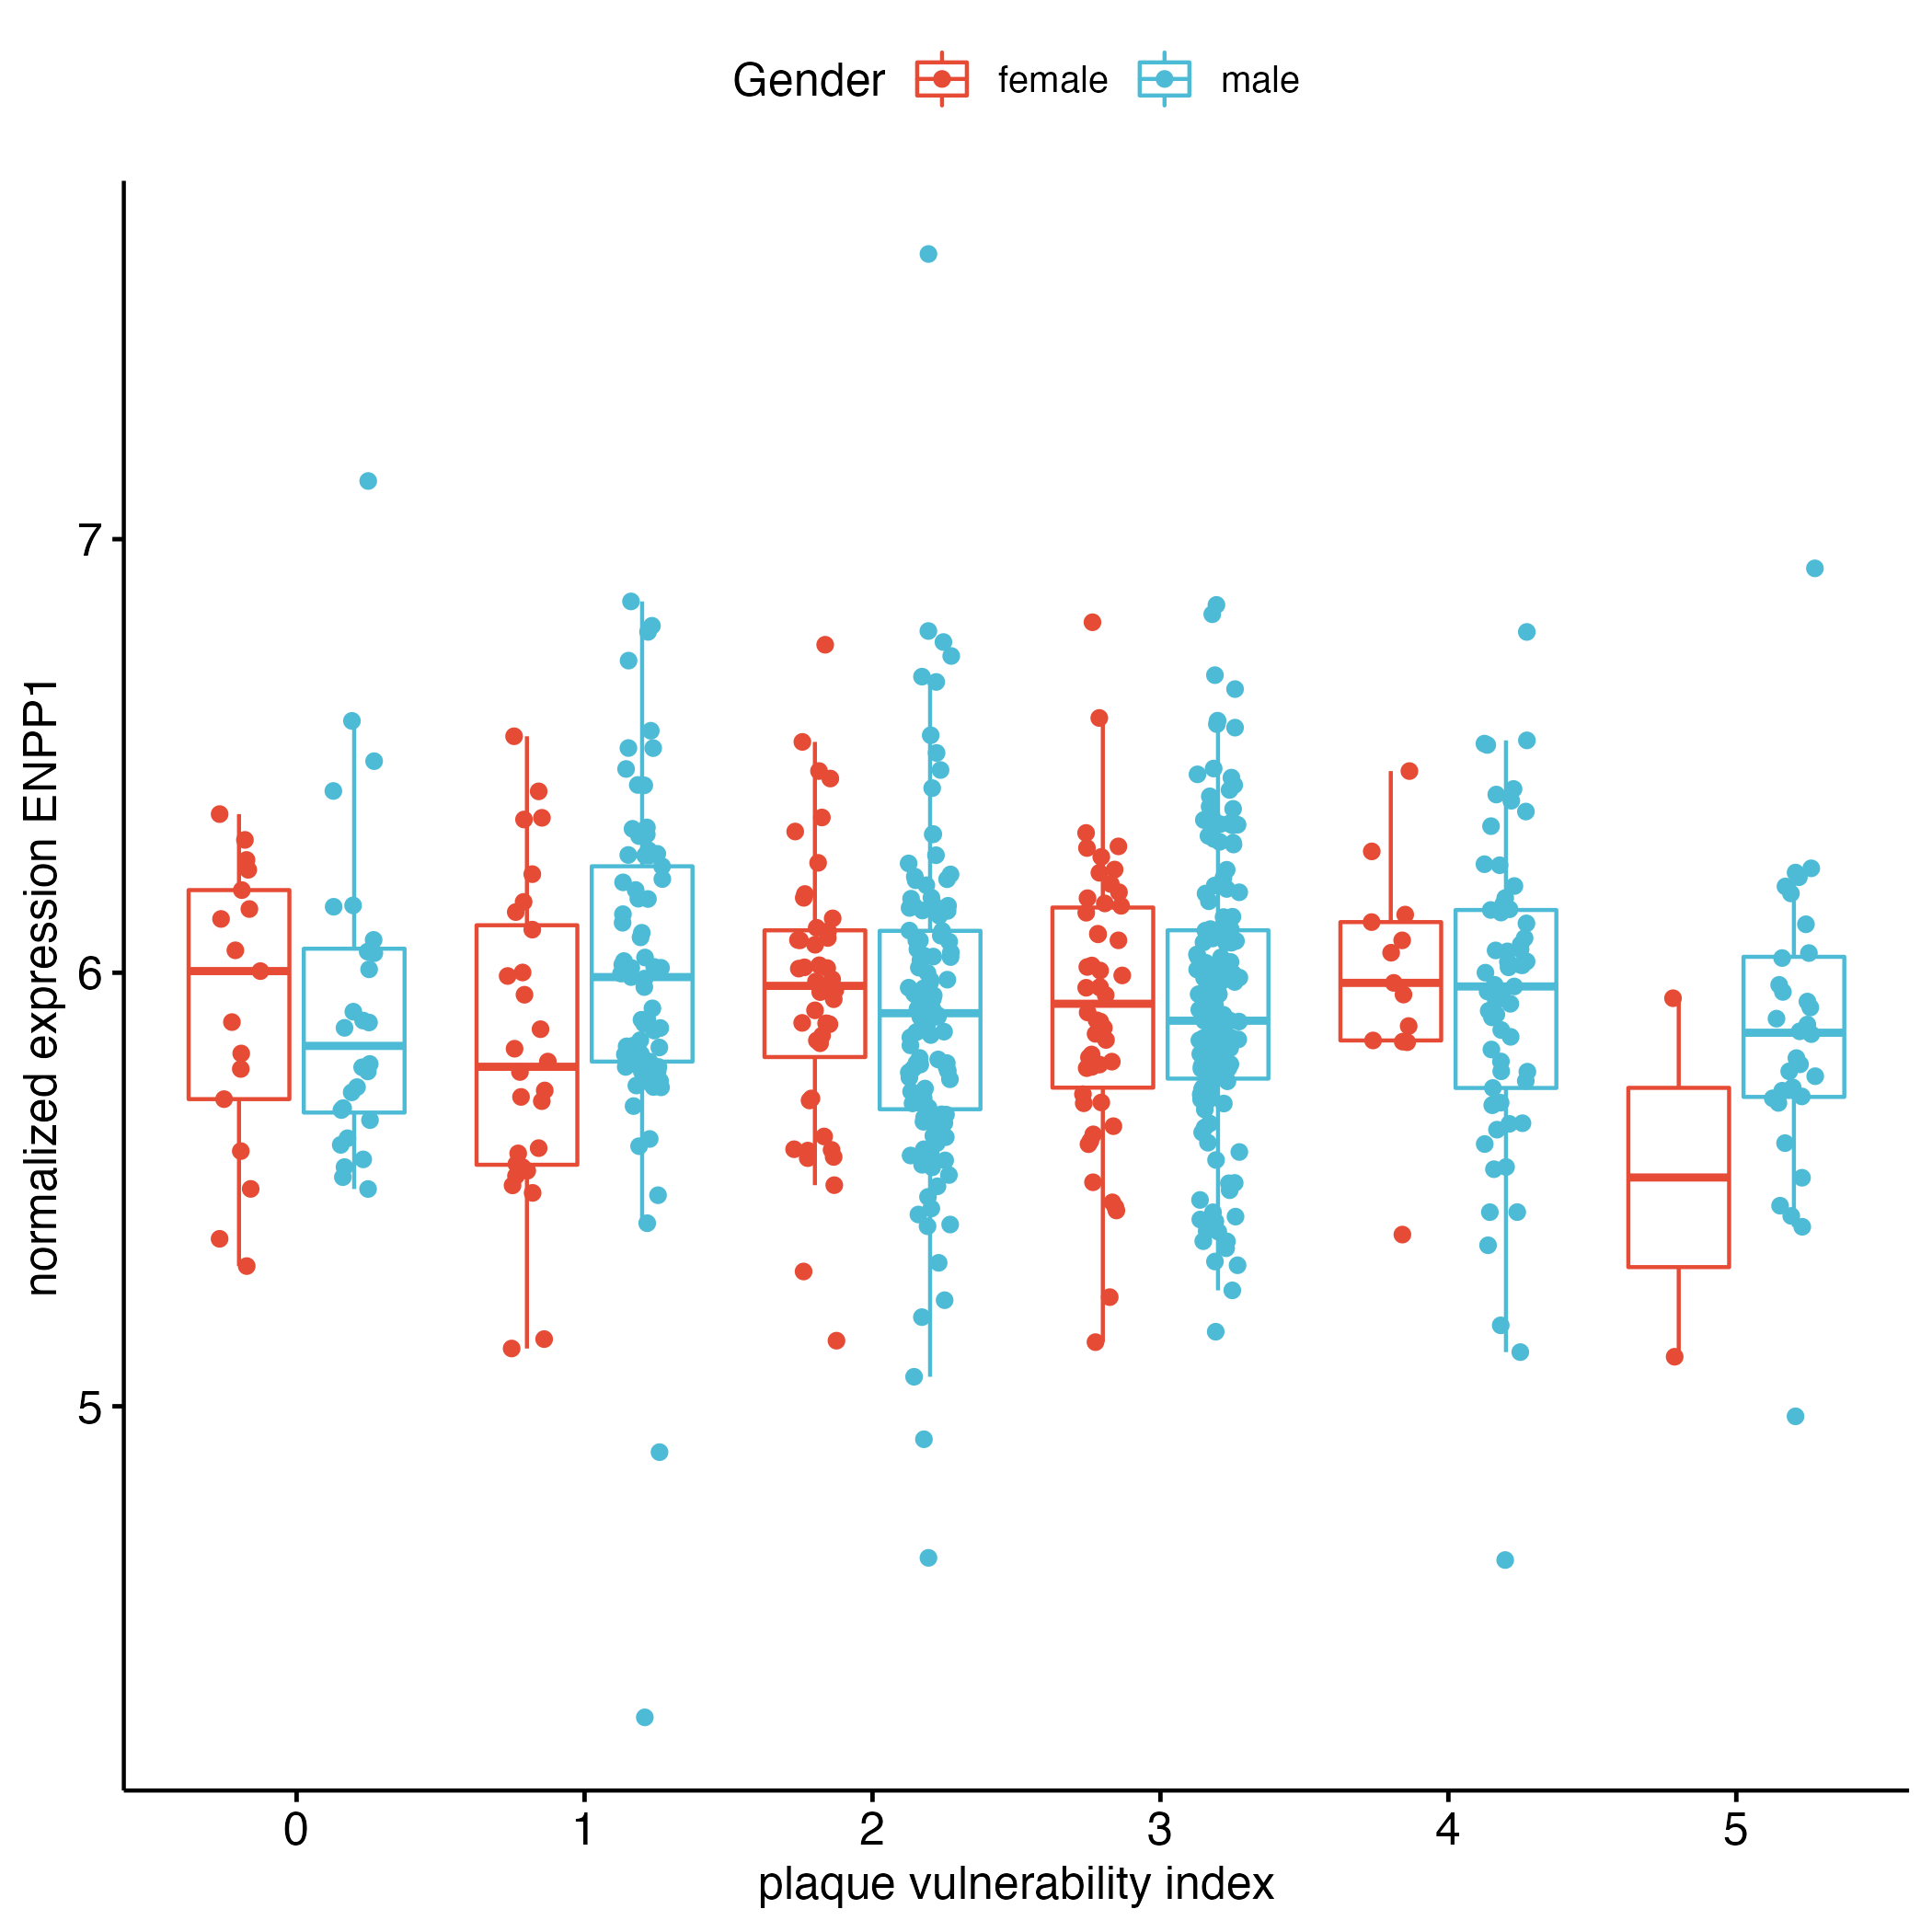 Gender female male
normalized expression ENPP1
7
6
5
0 1 2 3 4 5
plaque vulnerability index